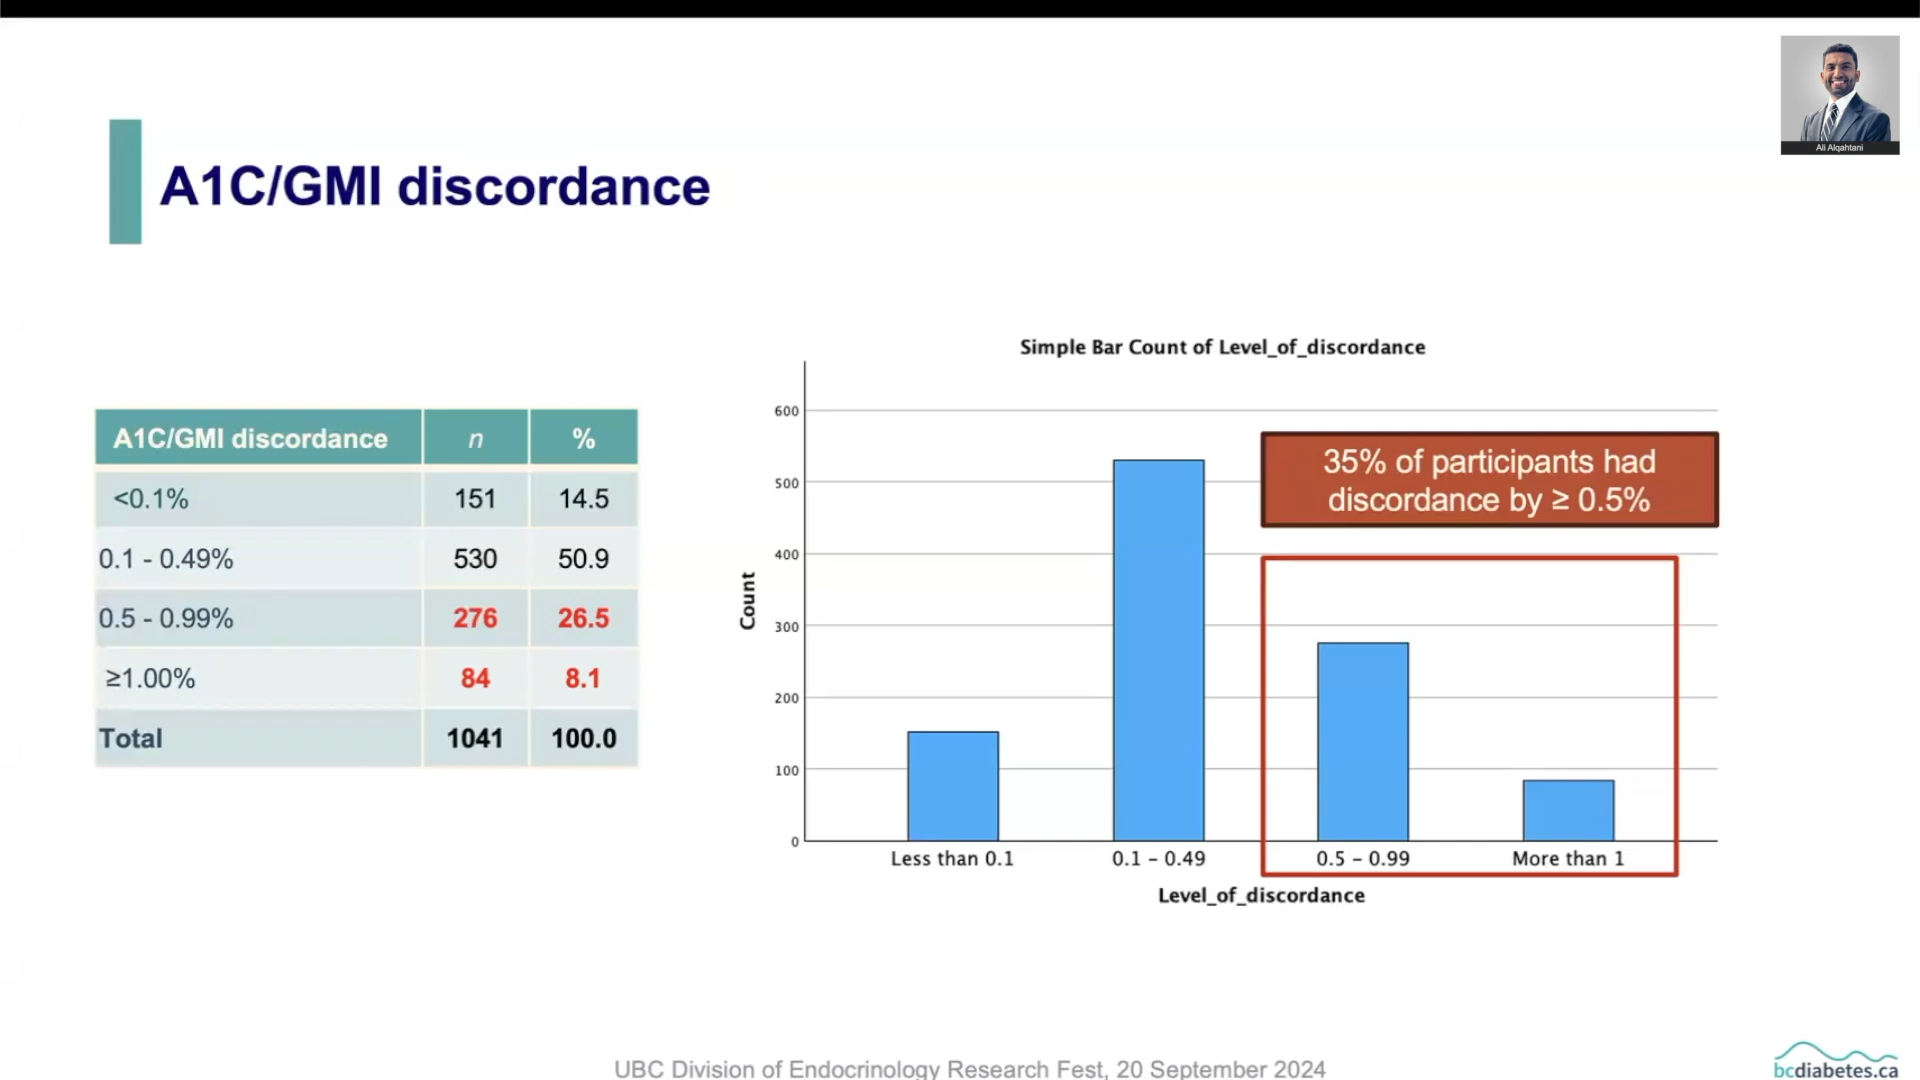 Ali Alqahtani
A1C/GMI discordance
A1C/GMI discordance n %
<0.1% 151 14.5
0.1 - 0.49% 530 50.9
0.5 - 0.99% 276 26.5
≥1.00% 84 8.1
Total 1041 100.0
Simple Bar Count of Level_of_discordance
35% of participants had
discordance by ≥ 0.5%
Count
600
500
400
300
200
100
0
Less than 0.1 0.1 – 0.49 0.5 – 0.99 More than 1
Level_of_discordance
UBC Division of Endocrinology Research Fest, 20 September 2024
bcdiabetes.ca